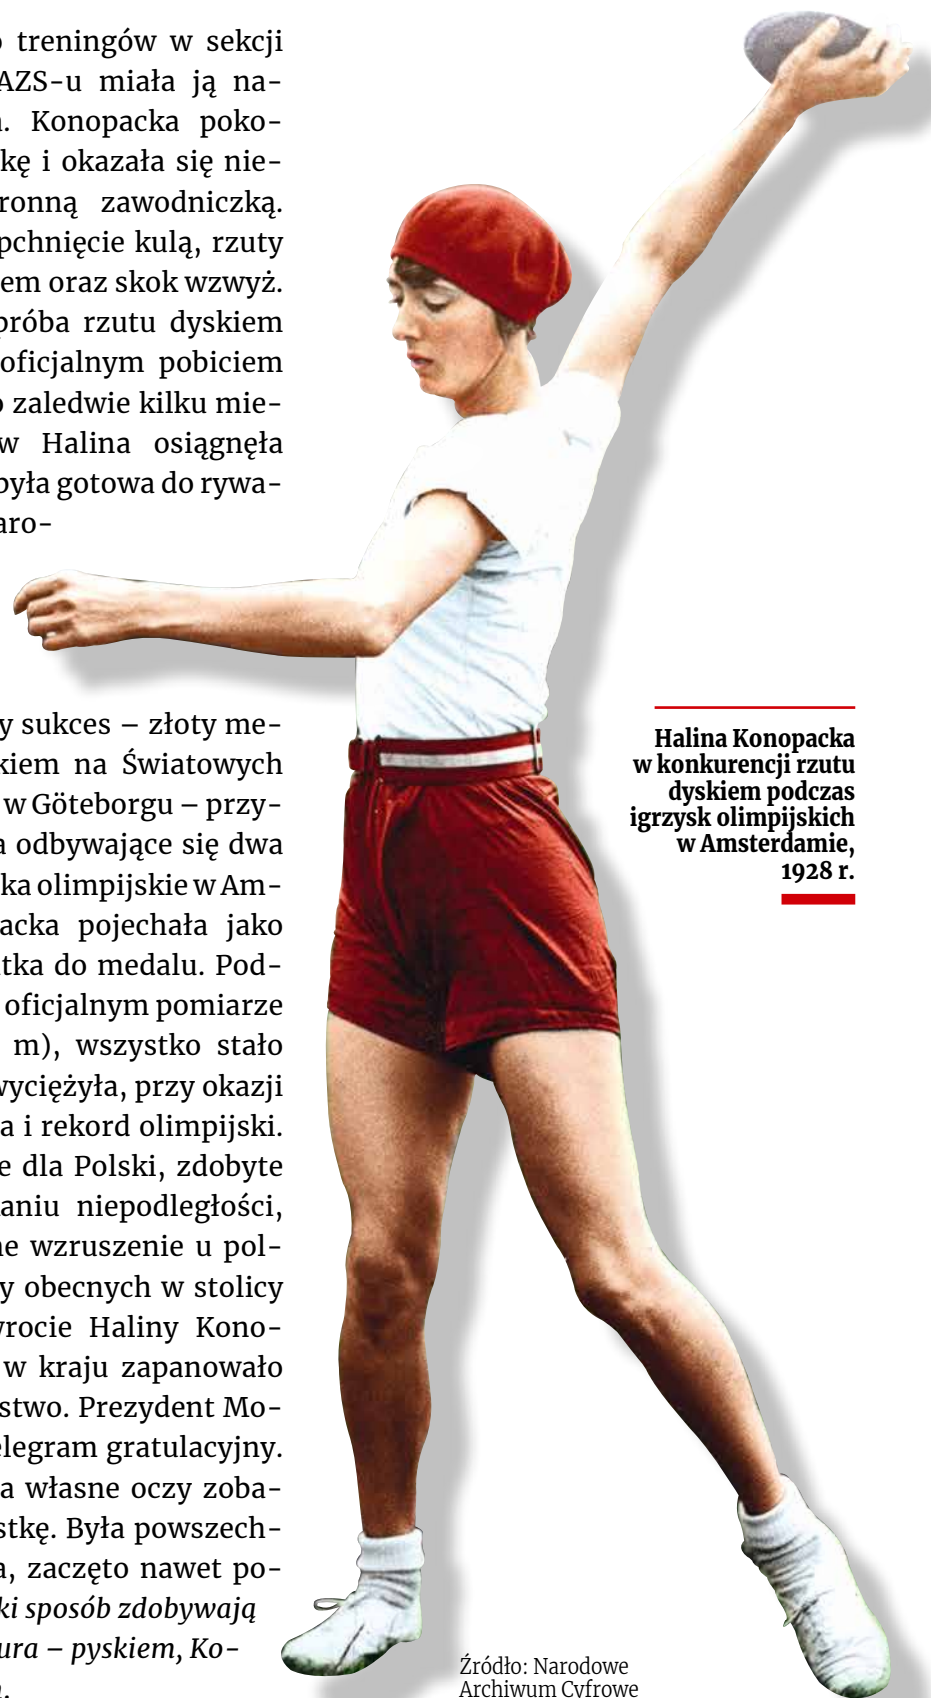 treningów w sekcji
AZS-u miała ją na-
Konopacka poko-
kę i okazała się nie-
ronną zawodniczką.
pchnięcie kulą, rzuty
em oraz skok wzwyż.
próba rzutu dyskiem
oficjalnym pobiciem
o zaledwie kilku mie-
w Halina osiągnęła
była gotowa do rywa-
aro-
y sukces – złoty me-
kiem na Światowych
w Göteborgu – przy-
a odbywające się dwa
ka olimpijskie w Am-
acka pojechała jako
tka do medalu. Pod-
oficjalnym pomiarze
m), wszystko stało
wyciężyła, przy okazji
a i rekord olimpijski.
e dla Polski, zdobyte
aniu niepodległości,
ne wzruszenie u pol-
y obecnych w stolicy
rocie Haliny Kono-
w kraju zapanowało
stwo. Prezydent Mo-
elegram gratulacyjny.
a własne oczy zoba-
stkę. Była powszech-
a, zaczęto nawet po-
ki sposób zdobywają
ura – pyskiem, Ko-
Halina Konopacka
w konkurencji rzutu
dyskiem podczas
igrzysk olimpijskich
w Amsterdamie,
1928 r.
Źródło: Narodowe
Archiwum Cyfrowe